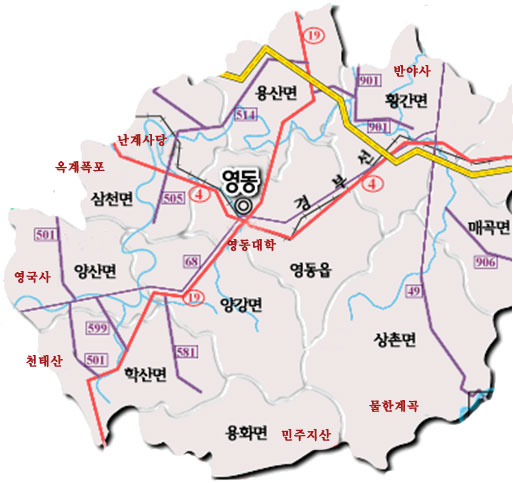 19
반야사
901
황간면
용산면
514
901
난계사당
옥계폭포
4
영동
경부선
4
505
삼천면
영동대학
매곡면
501
68
906
영국사
양산면
영동읍
49
19
양강면
599
상촌면
501
581
천태산
학산면
물한계곡
용화면
민주지산